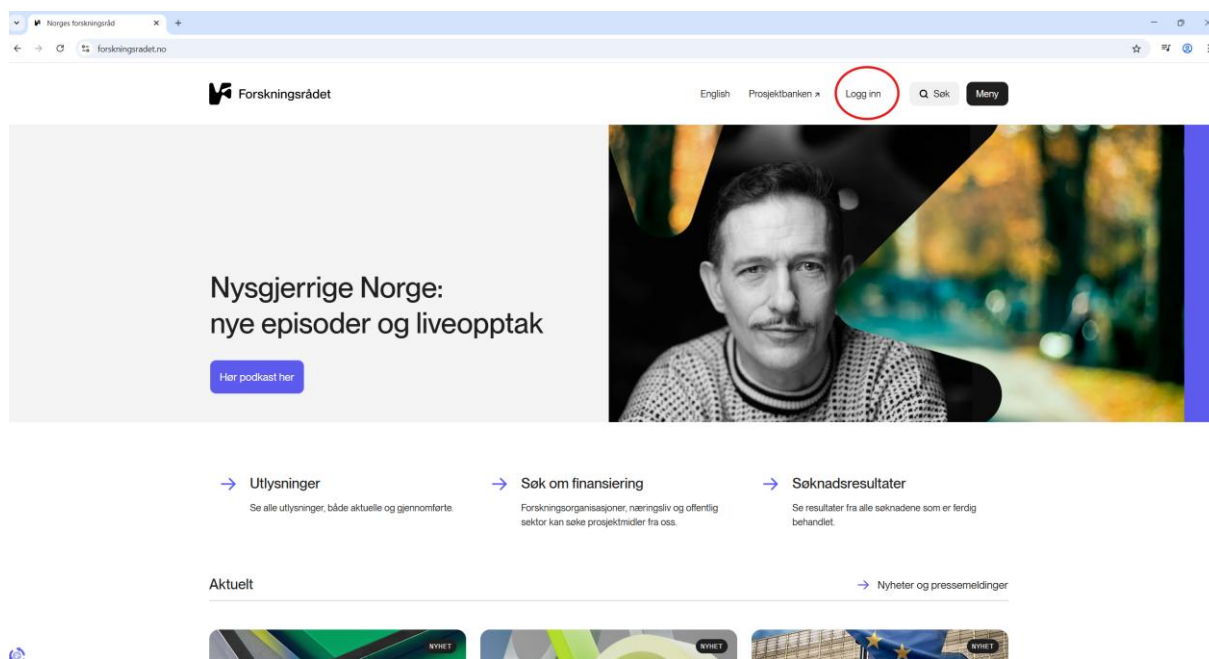 Norges forskningsråd
forskningsradet.no
Forskningsrådet
English Prosjektbanken Logg inn Søk Meny
Nysgjerrige Norge:
nye episoder og liveopptak
Hør podkast her
Utlysninger
Se alle utlysninger, både aktuelle og gjennomførte.
Søk om finansiering
Forskningsorganisasjoner, næringsliv og offentlig
sektor kan søke prosjektmidler fra oss.
Søknadsresultater
Se resultater fra alle søknadene som er ferdig
behandlet.
Aktuelt
Nyheter og pressemeldinger
NYHET
NYHET
NYHET